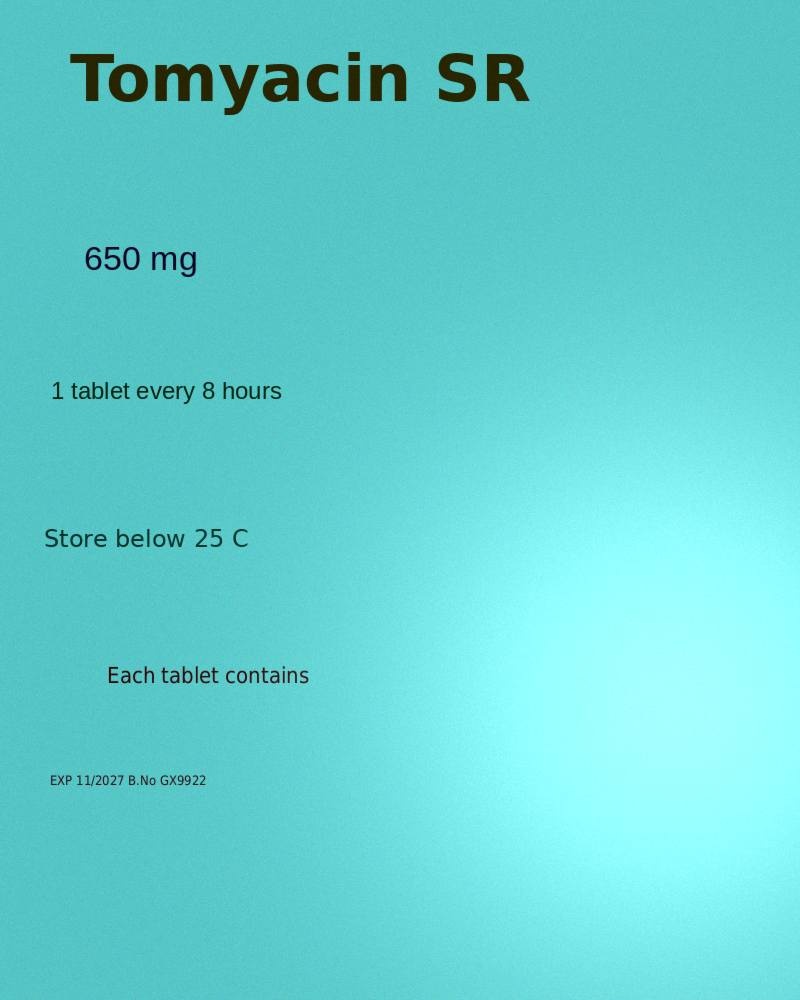 Tomyacin SR
650 mg
1 tablet every 8 hours
Store below 25 C
Each tablet contains
EXP 11/2027 B.No GX9922